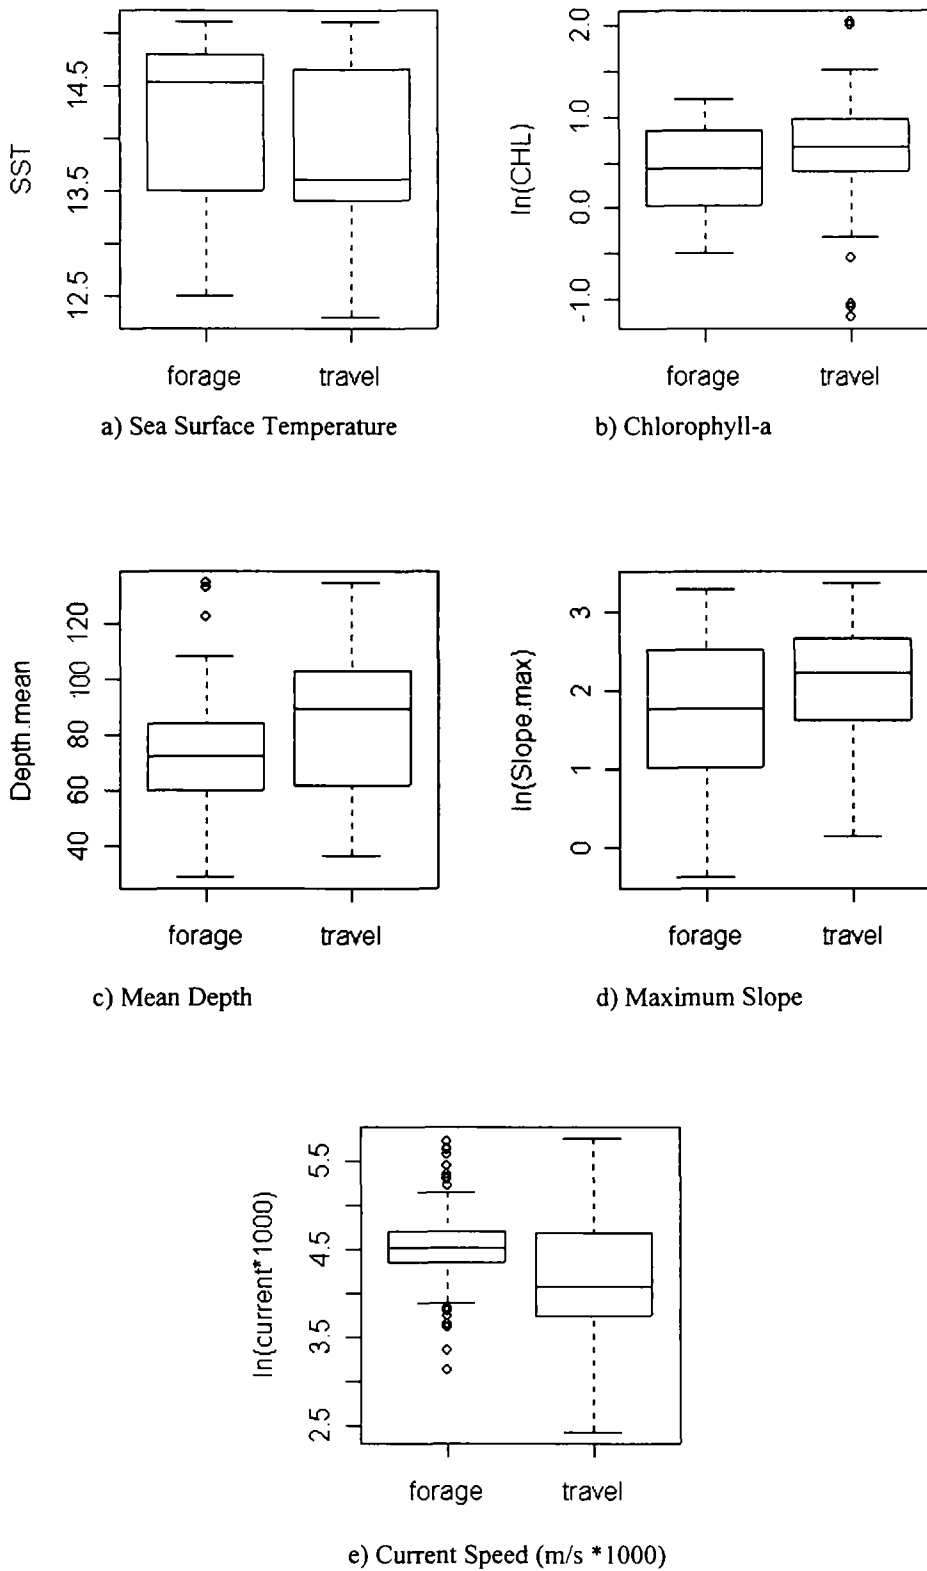 SST
14.5
13.5
12.5
forage travel
a) Sea Surface Temperature
ln(CHL)
2.0
1.0
0.0
-1.0
forage travel
b) Chlorophyll-a
Depth.mean
120
100
80
60
40
forage travel
c) Mean Depth
ln(Slope.max)
3
2
1
0
forage travel
d) Maximum Slope
ln(current*1000)
5.5
4.5
3.5
2.5
forage travel
e) Current Speed (m/s *1000)